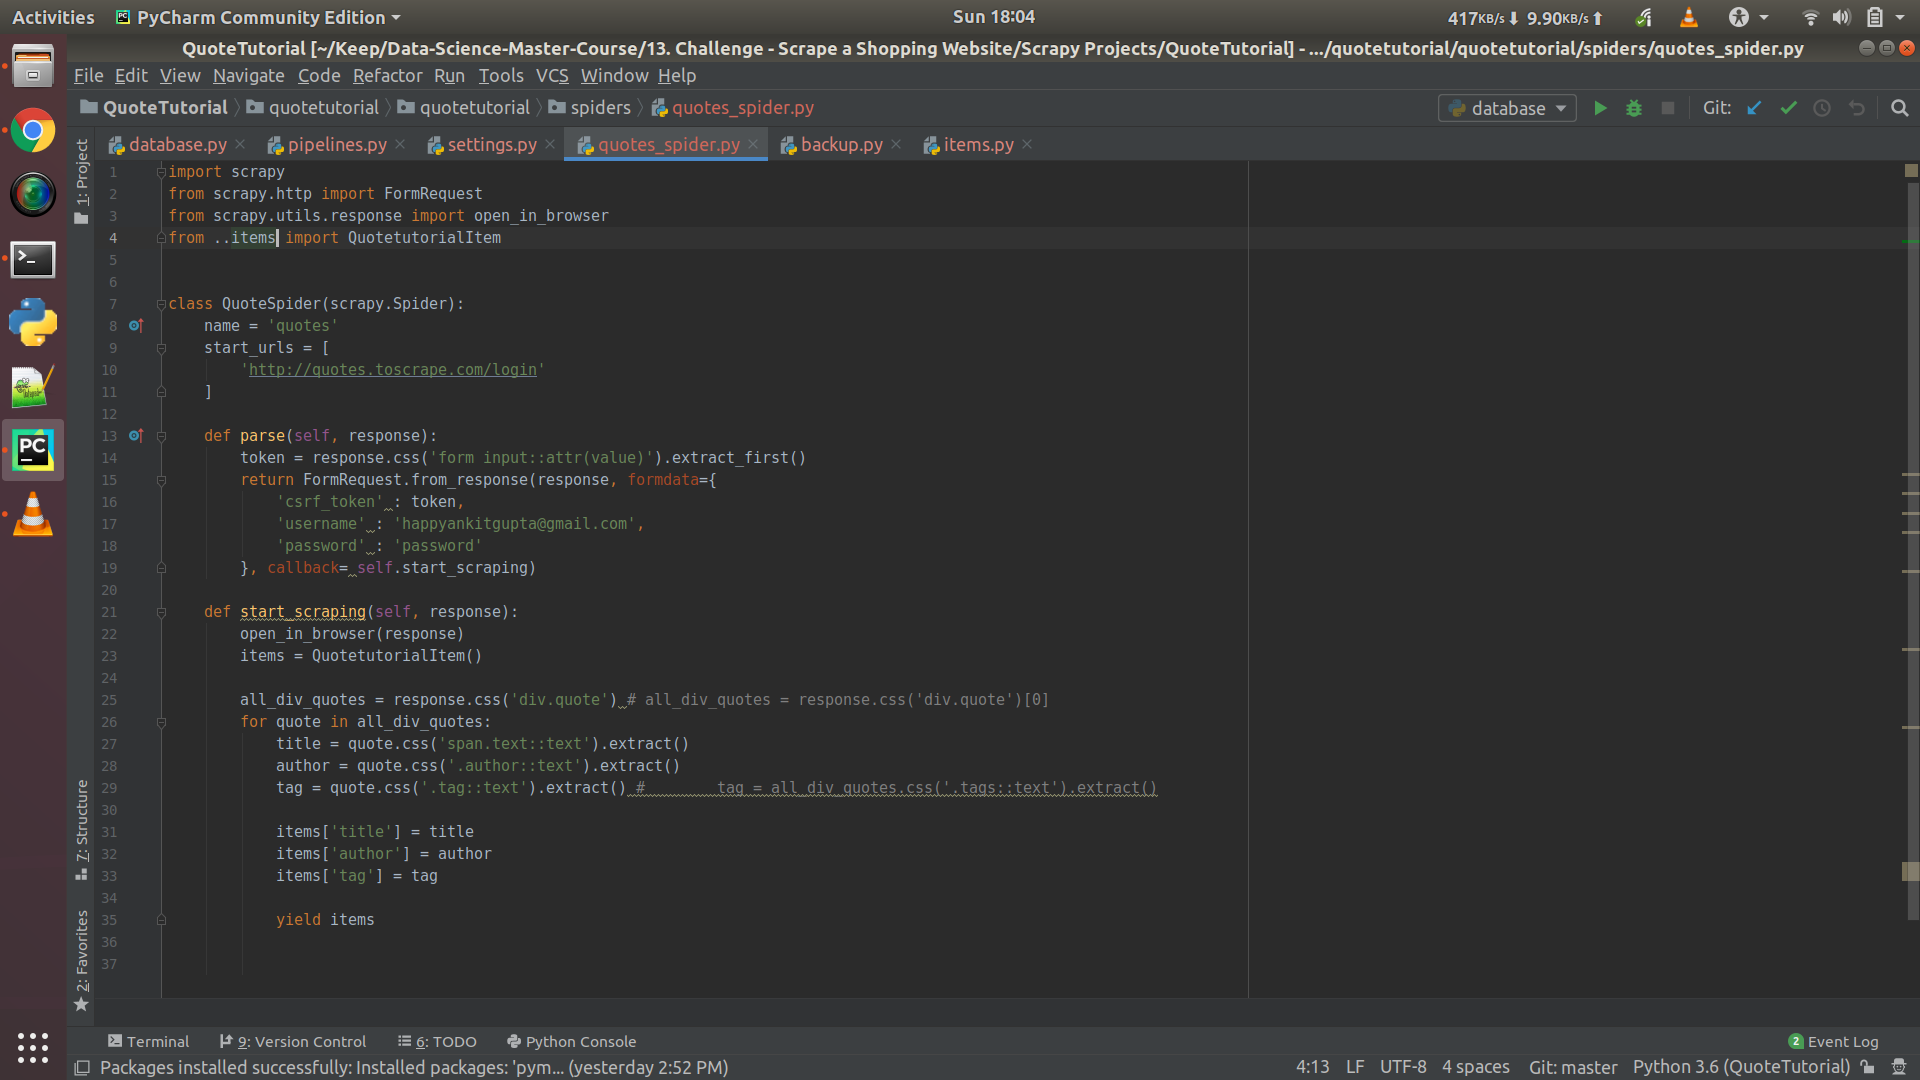 Activities PyCharm Community Edition Sun 18:04 417KB/s 9.90KB/s
QuoteTutorial [~/Keep/Data-Science-Master-Course/13. Challenge - Scrape a Shopping Website/Scrapy Projects/QuoteTutorial] - .../quotetutorial/quotetutorial/spiders/quotes_spider.py
File Edit View Navigate Code Refactor Run Tools VCS Window Help
QuoteTutorial quotetutorial quotetutorial spiders quotes_spider.py database Git:
database.py pipelines.py settings.py quotes_spider.py backup.py items.py
1: Project
7: Structure
2: Favorites
1 import scrapy
2 from scrapy.http import FormRequest
3 from scrapy.utils.response import open_in_browser
4 from ..items import QuotetutorialItem
5
6
7 class QuoteSpider(scrapy.Spider):
8 name = 'quotes'
9 start_urls = [
10 'http://quotes.toscrape.com/login'
11 ]
12
13 def parse(self, response):
14 token = response.css('form input::attr(value)').extract_first()
15 return FormRequest.from_response(response, formdata={
16 'csrf_token' : token,
17 'username' : 'happyankitgupta@gmail.com',
18 'password' : 'password'
19 }, callback= self.start_scraping)
20
21 def start_scraping(self, response):
22 open_in_browser(response)
23 items = QuotetutorialItem()
24
25 all_div_quotes = response.css('div.quote') # all_div_quotes = response.css('div.quote')[0]
26 for quote in all_div_quotes:
27 title = quote.css('span.text::text').extract()
28 author = quote.css('.author::text').extract()
29 tag = quote.css('.tag::text').extract() # tag = all_div_quotes.css('.tags::text').extract()
30
31 items['title'] = title
32 items['author'] = author
33 items['tag'] = tag
34
35 yield items
36
37
Terminal 9: Version Control 6: TODO Python Console 2 Event Log
Packages installed successfully: Installed packages: 'pym... (yesterday 2:52 PM) 4:13 LF UTF-8 4 spaces Git: master Python 3.6 (QuoteTutorial)